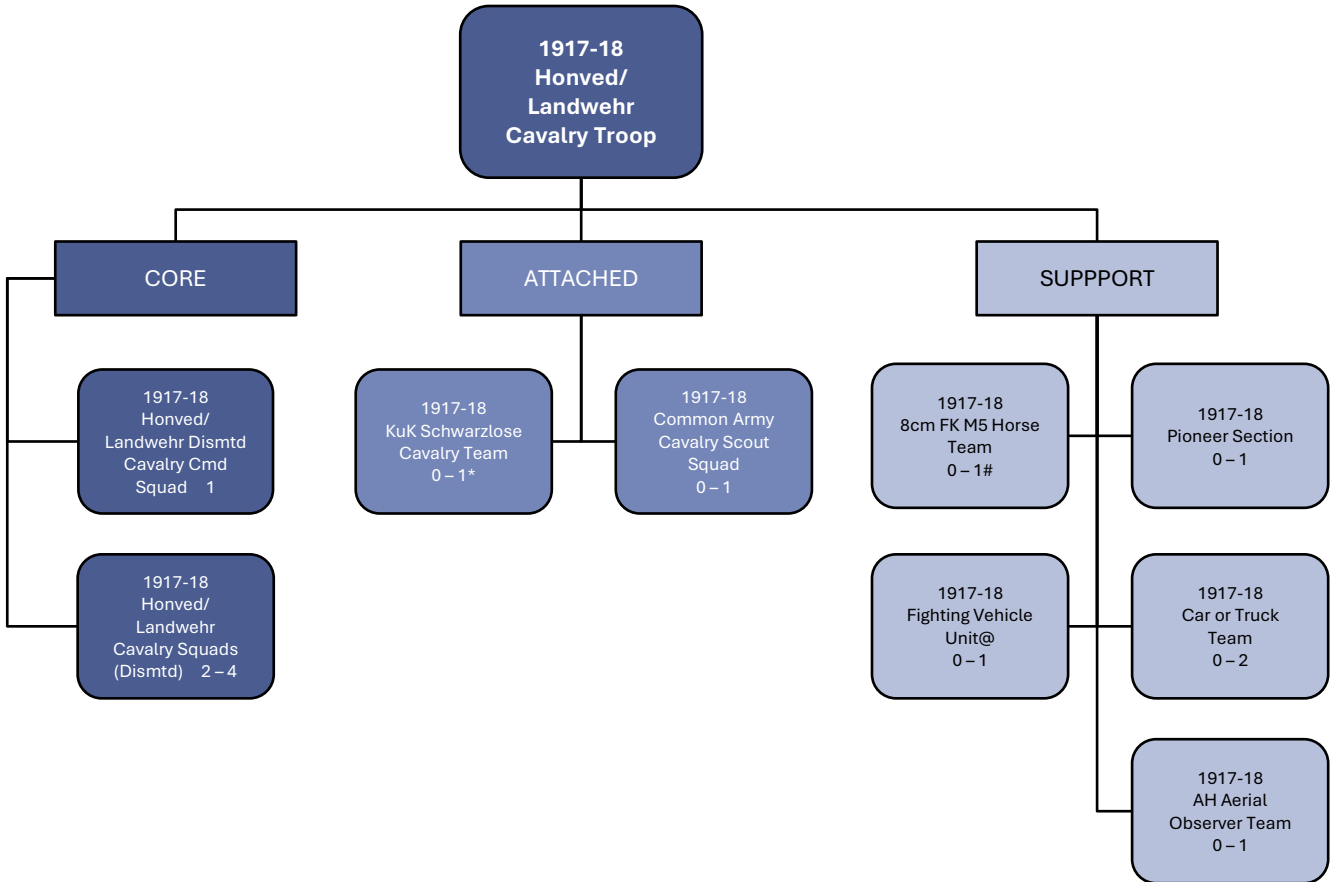 1917-18
Honved/
Landwehr
Cavalry Troop
CORE
ATTACHED
SUPPPORT
1917-18
Honved/
Landwehr Dismtd
Cavalry Cmd
Squad 1
1917-18
Honved/
Landwehr
Cavalry Squads
(Dismtd) 2 – 4
1917-18
KuK Schwarzlose
Cavalry Team
0 – 1*
1917-18
Common Army
Cavalry Scout
Squad
0 – 1
1917-18
8cm FK M5 Horse
Team
0 – 1#
1917-18
Pioneer Section
0 – 1
1917-18
Fighting Vehicle
Unit@
0 – 1
1917-18
Car or Truck
Team
0 – 2
1917-18
AH Aerial
Observer Team
0 – 1